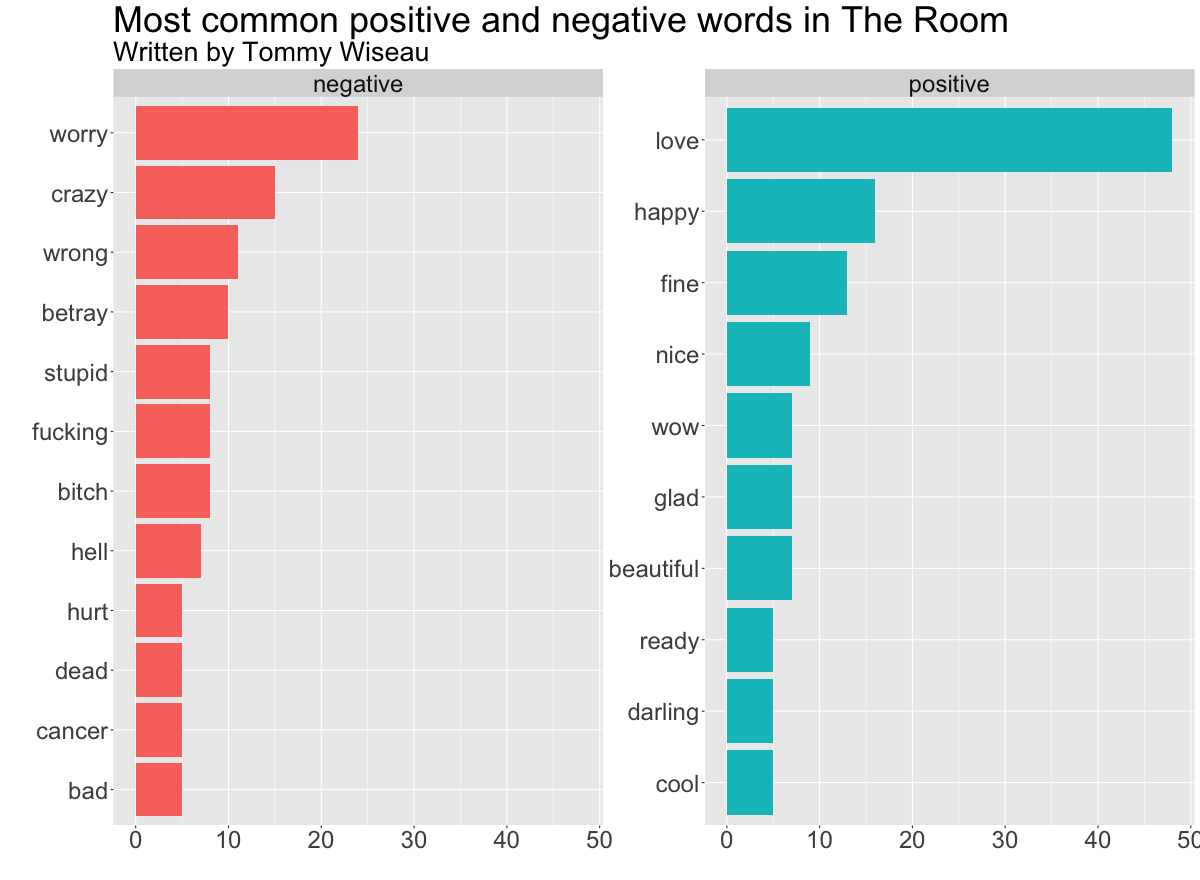 Most common positive and negative words in The Room
Written by Tommy Wiseau
negative
worry
crazy
wrong
betray
stupid
fucking
bitch
hell
hurt
dead
cancer
bad
0 10 20 30 40 50
positive
love
happy
fine
nice
wow
glad
beautiful
ready
darling
cool
0 10 20 30 40 50